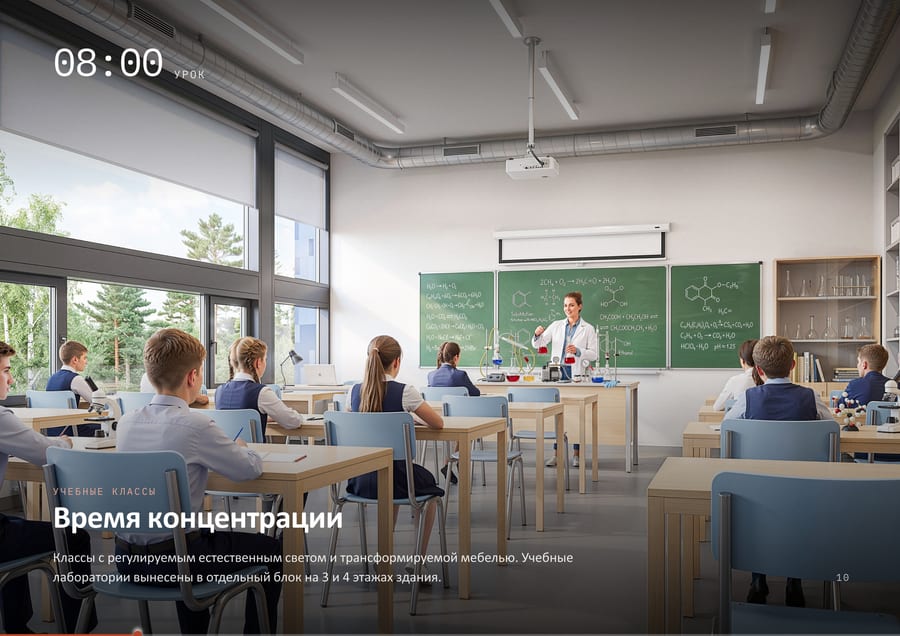 08:00 УРОК
УЧЕБНЫЕ КЛАССЫ
Время концентрации
Классы с регулируемым естественным светом и трансформируемой мебелью. Учебные
лаборатории вынесены в отдельный блок на 3 и 4 этажах здания.
10